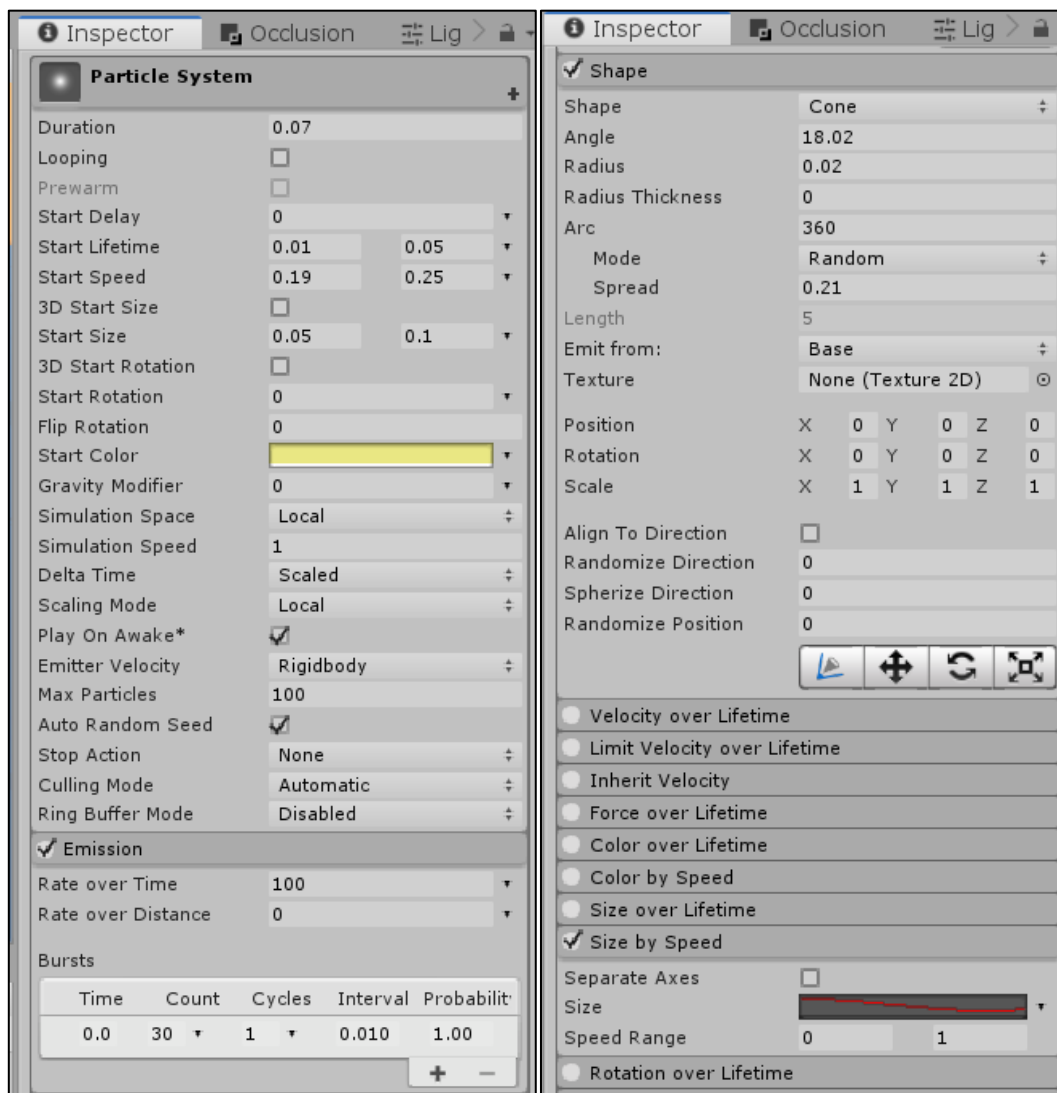 Inspector Occlusion Lig
Particle System
Duration 0.07
Looping
Prewarm
Start Delay 0
Start Lifetime 0.01 0.05
Start Speed 0.19 0.25
3D Start Size
Start Size 0.05 0.1
3D Start Rotation
Start Rotation 0
Flip Rotation 0
Start Color
Gravity Modifier 0
Simulation Space Local
Simulation Speed 1
Delta Time Scaled
Scaling Mode Local
Play On Awake*
Emitter Velocity Rigidbody
Max Particles 100
Auto Random Seed
Stop Action None
Culling Mode Automatic
Ring Buffer Mode Disabled
Emission
Rate over Time 100
Rate over Distance 0
Bursts
Time Count Cycles Interval Probabilit
0.0 30 1 0.010 1.00
Inspector Occlusion Lig
Shape
Shape Cone
Angle 18.02
Radius 0.02
Radius Thickness 0
Arc 360
Mode Random
Spread 0.21
Length 5
Emit from: Base
Texture None (Texture 2D)
Position X 0 Y 0 Z 0
Rotation X 0 Y 0 Z 0
Scale X 1 Y 1 Z 1
Align To Direction
Randomize Direction 0
Spherize Direction 0
Randomize Position 0
Velocity over Lifetime
Limit Velocity over Lifetime
Inherit Velocity
Force over Lifetime
Color over Lifetime
Color by Speed
Size over Lifetime
Size by Speed
Separate Axes
Size
Speed Range 0 1
Rotation over Lifetime